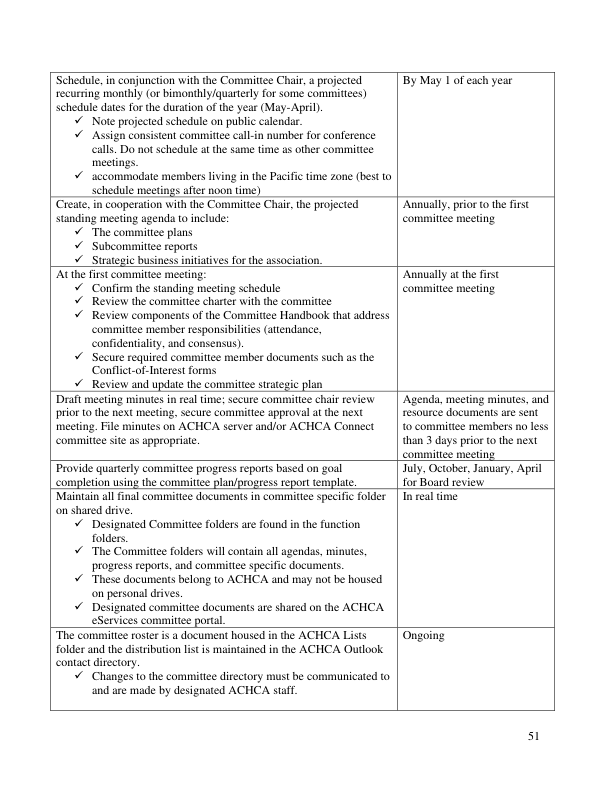 Schedule, in conjunction with the Committee Chair, a projected
recurring monthly (or bimonthly/quarterly for some committees)
schedule dates for the duration of the year (May-April).
✓ Note projected schedule on public calendar.
✓ Assign consistent committee call-in number for conference
calls. Do not schedule at the same time as other committee
meetings.
✓ accommodate members living in the Pacific time zone (best to
schedule meetings after noon time)
By May 1 of each year
Create, in cooperation with the Committee Chair, the projected
standing meeting agenda to include:
✓ The committee plans
✓ Subcommittee reports
✓ Strategic business initiatives for the association.
Annually, prior to the first
committee meeting
At the first committee meeting:
✓ Confirm the standing meeting schedule
✓ Review the committee charter with the committee
✓ Review components of the Committee Handbook that address
committee member responsibilities (attendance,
confidentiality, and consensus).
✓ Secure required committee member documents such as the
Conflict-of-Interest forms
✓ Review and update the committee strategic plan
Annually at the first
committee meeting
Draft meeting minutes in real time; secure committee chair review
prior to the next meeting, secure committee approval at the next
meeting. File minutes on ACHCA server and/or ACHCA Connect
committee site as appropriate.
Agenda, meeting minutes, and
resource documents are sent
to committee members no less
than 3 days prior to the next
committee meeting
Provide quarterly committee progress reports based on goal
completion using the committee plan/progress report template.
July, October, January, April
for Board review
Maintain all final committee documents in committee specific folder
on shared drive.
✓ Designated Committee folders are found in the function
folders.
✓ The Committee folders will contain all agendas, minutes,
progress reports, and committee specific documents.
✓ These documents belong to ACHCA and may not be housed
on personal drives.
✓ Designated committee documents are shared on the ACHCA
eServices committee portal.
In real time
The committee roster is a document housed in the ACHCA Lists
folder and the distribution list is maintained in the ACHCA Outlook
contact directory.
✓ Changes to the committee directory must be communicated to
and are made by designated ACHCA staff.
Ongoing
51